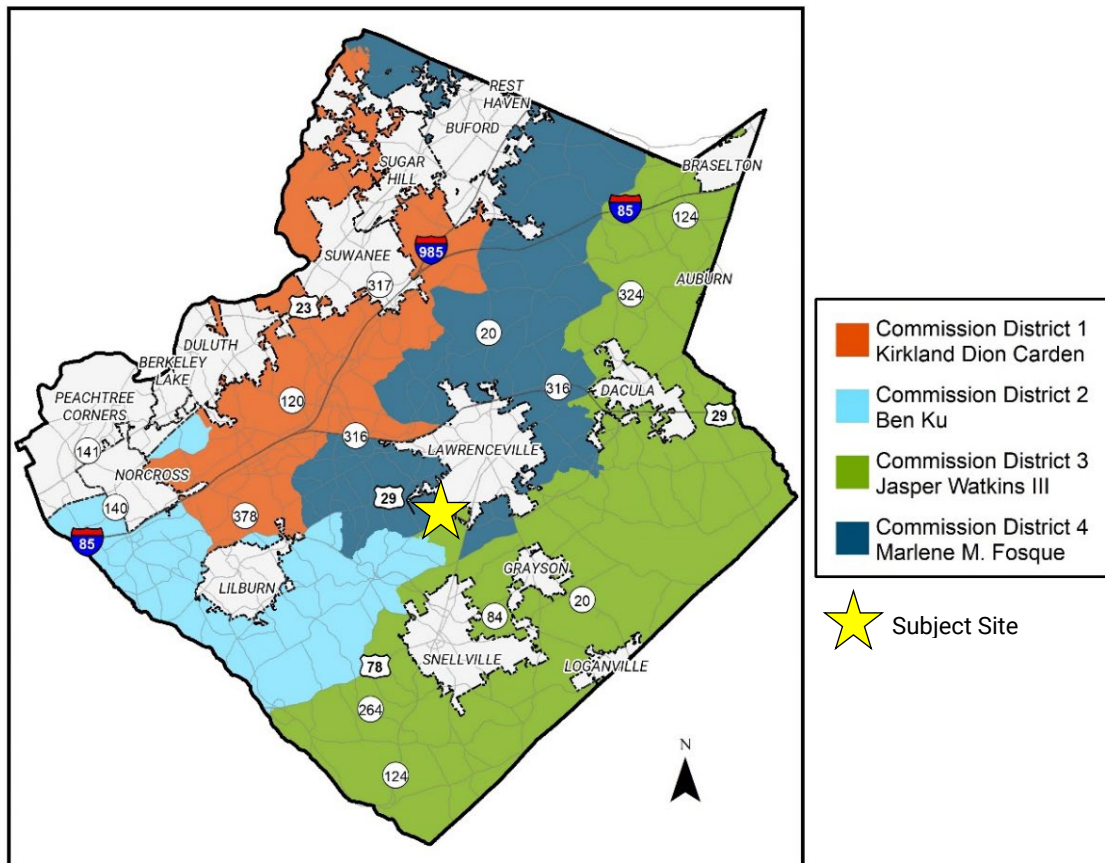 REST
HAVEN
BUFORD
BRASELTON
SUGAR
HILL
85
124
SUWANEE
985
AUBURN
317
324
23
20
DULUTH
BERKELEY
LAKE
PEACHTREE
CORNERS
120
316
DACULA
29
316
141
LAWRENCEVILLE
NORCROSS
29
140
378
85
GRAYSON
LILBURN
20
84
SNELLVILLE
78
LOGANVILLE
264
124
N
Commission District 1
Kirkland Dion Carden
Commission District 2
Ben Ku
Commission District 3
Jasper Watkins III
Commission District 4
Marlene M. Fosque
Subject Site